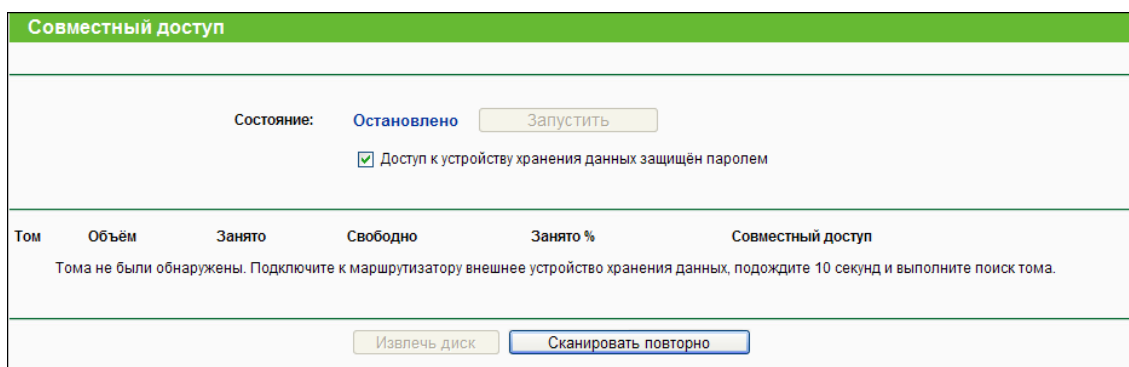 Совместный доступ
Состояние: Остановлено Запустить
Доступ к устройству хранения данных защищён паролем
Том Объём Занято Свободно Занято % Совместный доступ
Тома не были обнаружены. Подключите к маршрутизатору внешнее устройство хранения данных, подождите 10 секунд и выполните поиск тома.
Извлечь диск Сканировать повторно